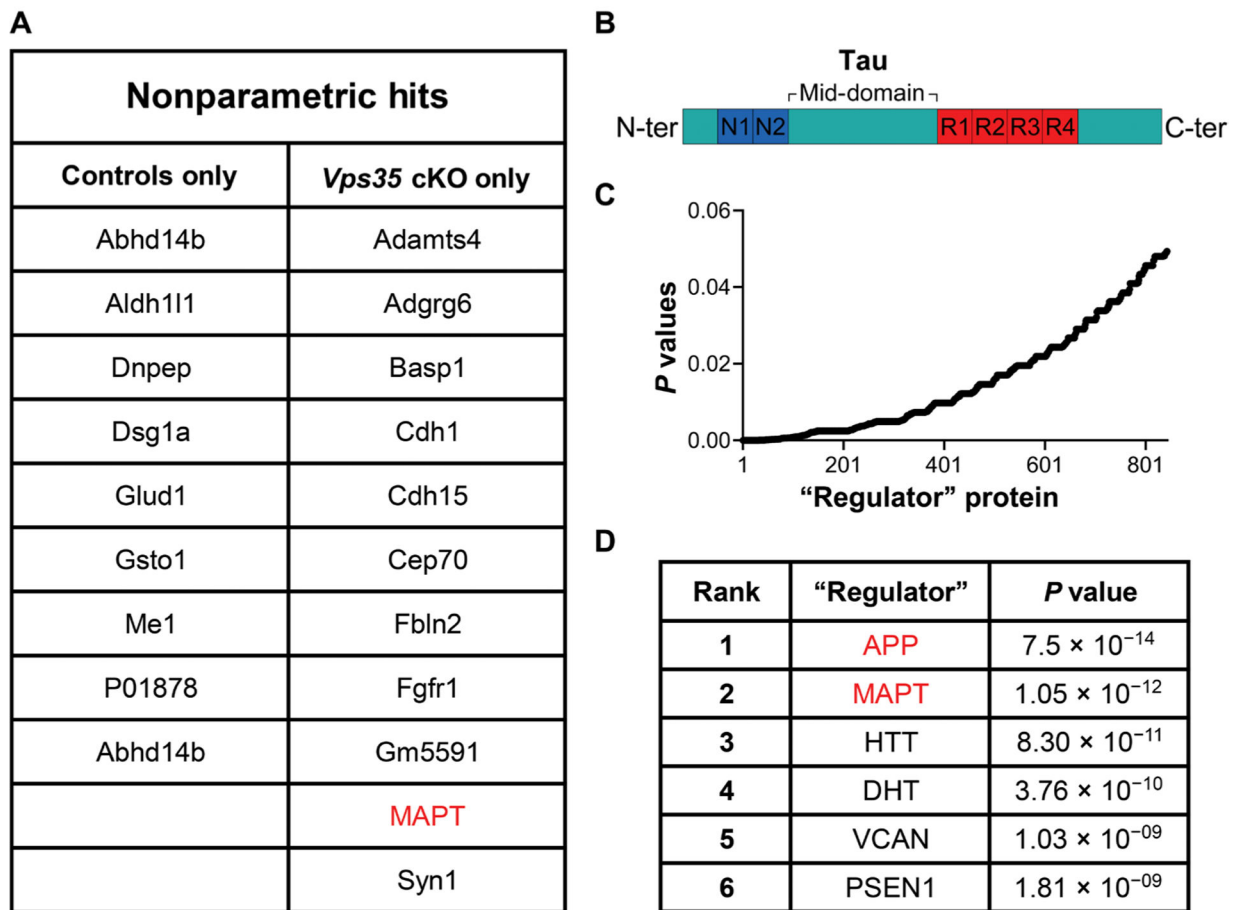 A
Nonparametric hits
Controls only Vps35 cKO only
Abhd14b Adamts4
Aldh1l1 Adgrg6
Dnpep Basp1
Dsg1a Cdh1
Glud1 Cdh15
Gsto1 Cep70
Me1 Fbln2
P01878 Fgfr1
Abhd14b Gm5591
MAPT
Syn1
B
Tau
Mid-domain
N-ter N1 N2 R1 R2 R3 R4 C-ter
C
0.06
0.04
0.02
0.00
P values
1 201 401 601 801
“Regulator” protein
D
Rank “Regulator” P value
1 APP 7.5 × 10⁻¹⁴
2 MAPT 1.05 × 10⁻¹²
3 HTT 8.30 × 10⁻¹¹
4 DHT 3.76 × 10⁻¹⁰
5 VCAN 1.03 × 10⁻⁰⁹
6 PSEN1 1.81 × 10⁻⁰⁹